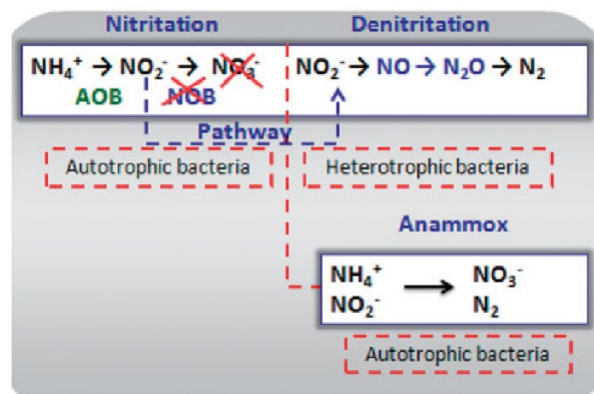 Nitritation Denitritation
NH₄⁺ → NO₂⁻ → NO₃⁻ NO₂⁻ → NO → N₂O → N₂
AOB NOB
Pathway
Autotrophic bacteria Heterotrophic bacteria
Anammox
NH₄⁺ → NO₃⁻
NO₂⁻ N₂
Autotrophic bacteria